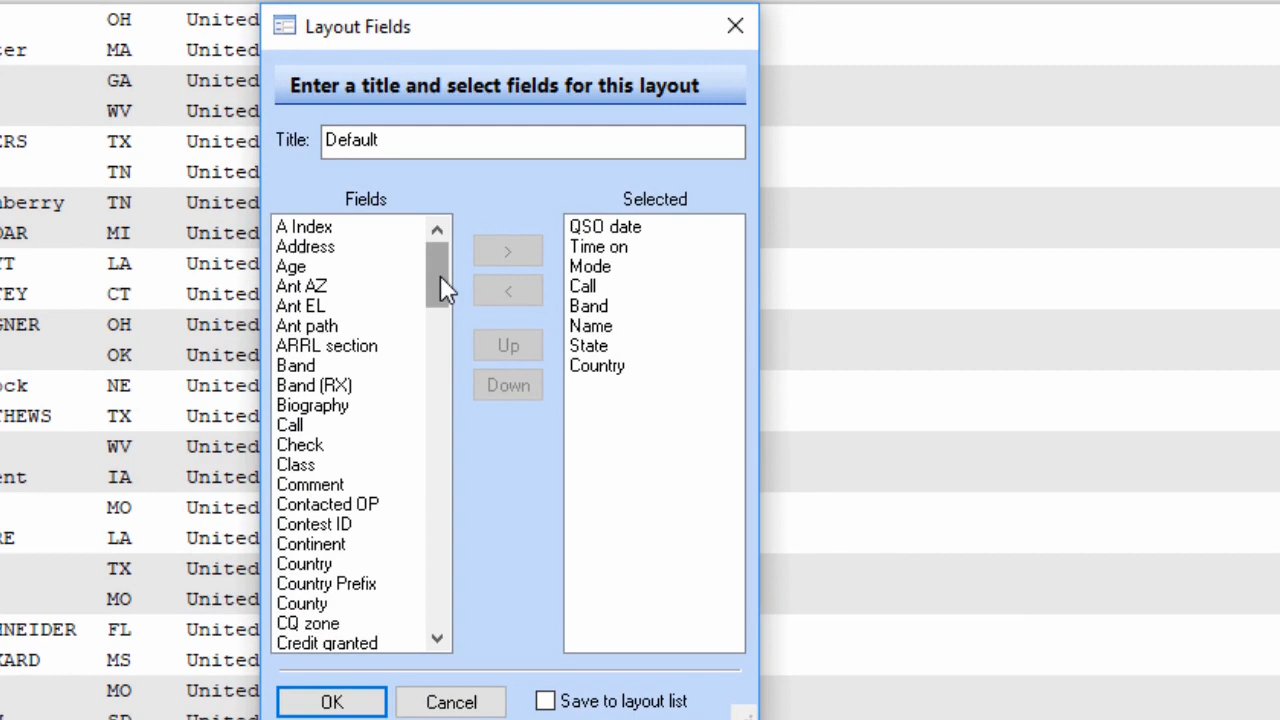 Layout Fields
Enter a title and select fields for this layout
Title: Default
Fields
A Index
Address
Age
Ant AZ
Ant EL
Ant path
ARRL section
Band
Band (RX)
Biography
Call
Check
Class
Comment
Contacted OP
Contest ID
Continent
Country
Country Prefix
County
CQ zone
Credit granted
>
<
Up
Down
Selected
QSO date
Time on
Mode
Call
Band
Name
State
Country
OK
Cancel
Save to layout list
OH United
ter MA United
GA United
WV United
ERS TX United
TN United
nberry TN United
DAR MI United
YT LA United
TEY CT United
GNER OH United
OK United
ock NE United
THEWS TX United
WV United
ent IA United
MO United
RE LA United
TX United
MO United
HNEIDER FL United
KARD MS United
MO United
SD United